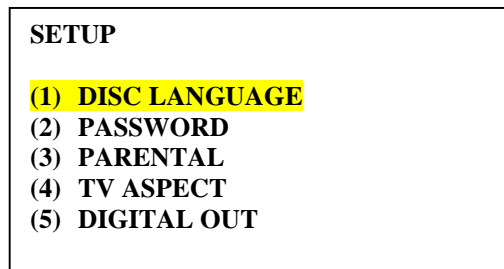 SETUP
(1) DISC LANGUAGE
(2) PASSWORD
(3) PARENTAL
(4) TV ASPECT
(5) DIGITAL OUT